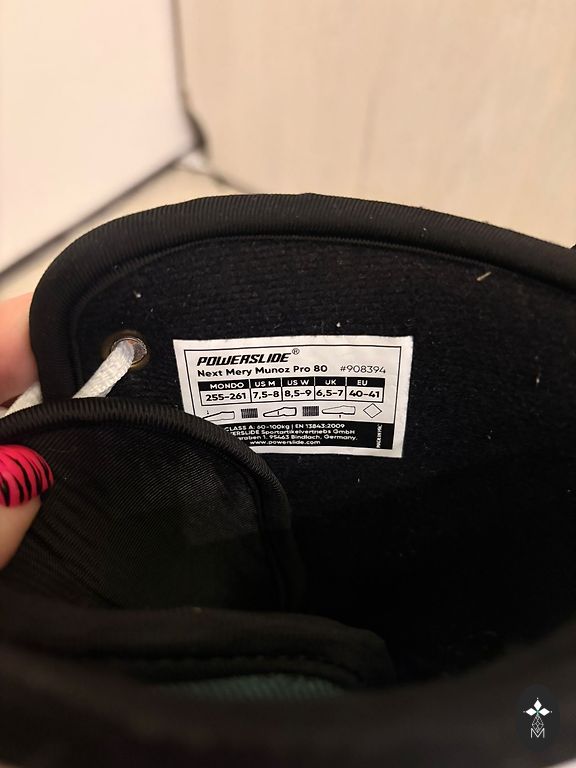 POWERSLIDE®
Next Mery Munoz Pro 80 #908394
MONDO US M US W UK EU
255-261 7,5-8 8,5-9 6,5-7 40-41
CLASS A: 60-100kg | EN 13843:2009
Sportartikelvertriebs GmbH
1, 95463 Bindlach, Germany.
www.powerslide.com
M